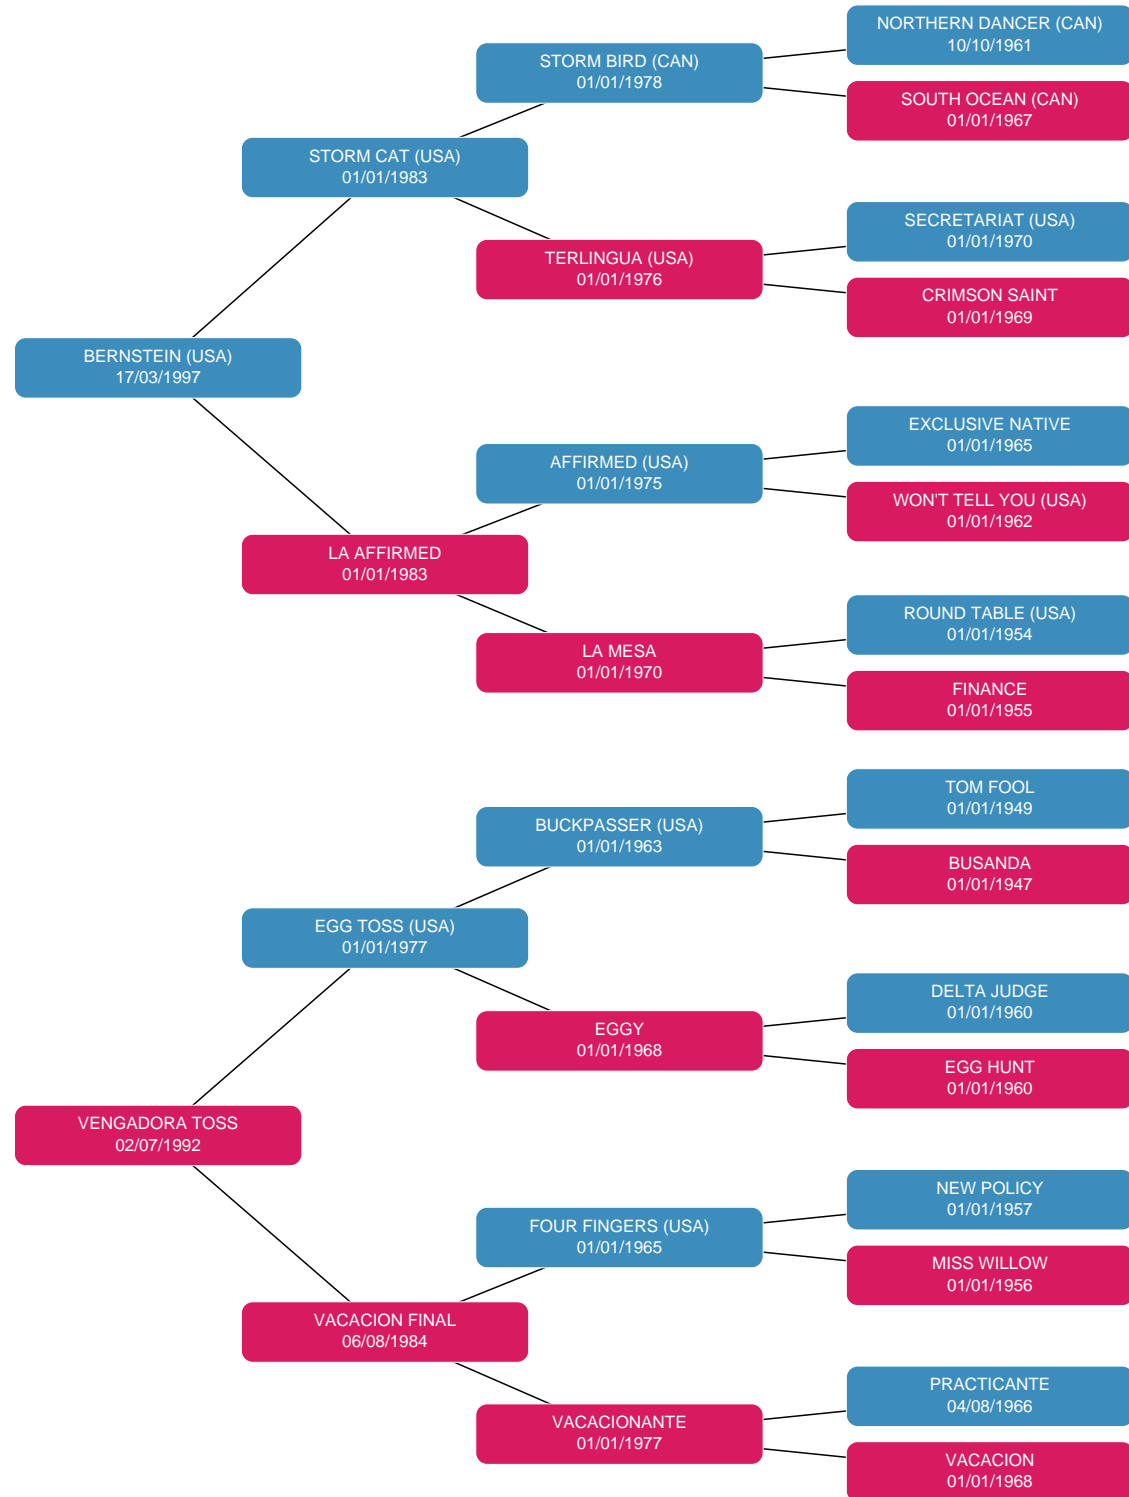 NORTHERN DANCER (CAN)
10/10/1961
STORM BIRD (CAN)
01/01/1978
SOUTH OCEAN (CAN)
01/01/1967
STORM CAT (USA)
01/01/1983
SECRETARIAT (USA)
01/01/1970
TERLINGUA (USA)
01/01/1976
CRIMSON SAINT
01/01/1969
BERNSTEIN (USA)
17/03/1997
EXCLUSIVE NATIVE
01/01/1965
AFFIRMED (USA)
01/01/1975
WON'T TELL YOU (USA)
01/01/1962
LA AFFIRMED
01/01/1983
ROUND TABLE (USA)
01/01/1954
LA MESA
01/01/1970
FINANCE
01/01/1955
TOM FOOL
01/01/1949
BUCKPASSER (USA)
01/01/1963
BUSANDA
01/01/1947
EGG TOSS (USA)
01/01/1977
DELTA JUDGE
01/01/1960
EGGY
01/01/1968
EGG HUNT
01/01/1960
VENGADORA TOSS
02/07/1992
NEW POLICY
01/01/1957
FOUR FINGERS (USA)
01/01/1965
MISS WILLOW
01/01/1956
VACACION FINAL
06/08/1984
PRACTICANTE
04/08/1966
VACACIONANTE
01/01/1977
VACACION
01/01/1968